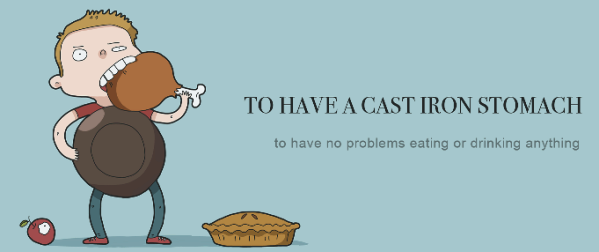 TO HAVE A CAST IRON STOMACH
to have no problems eating or drinking anything